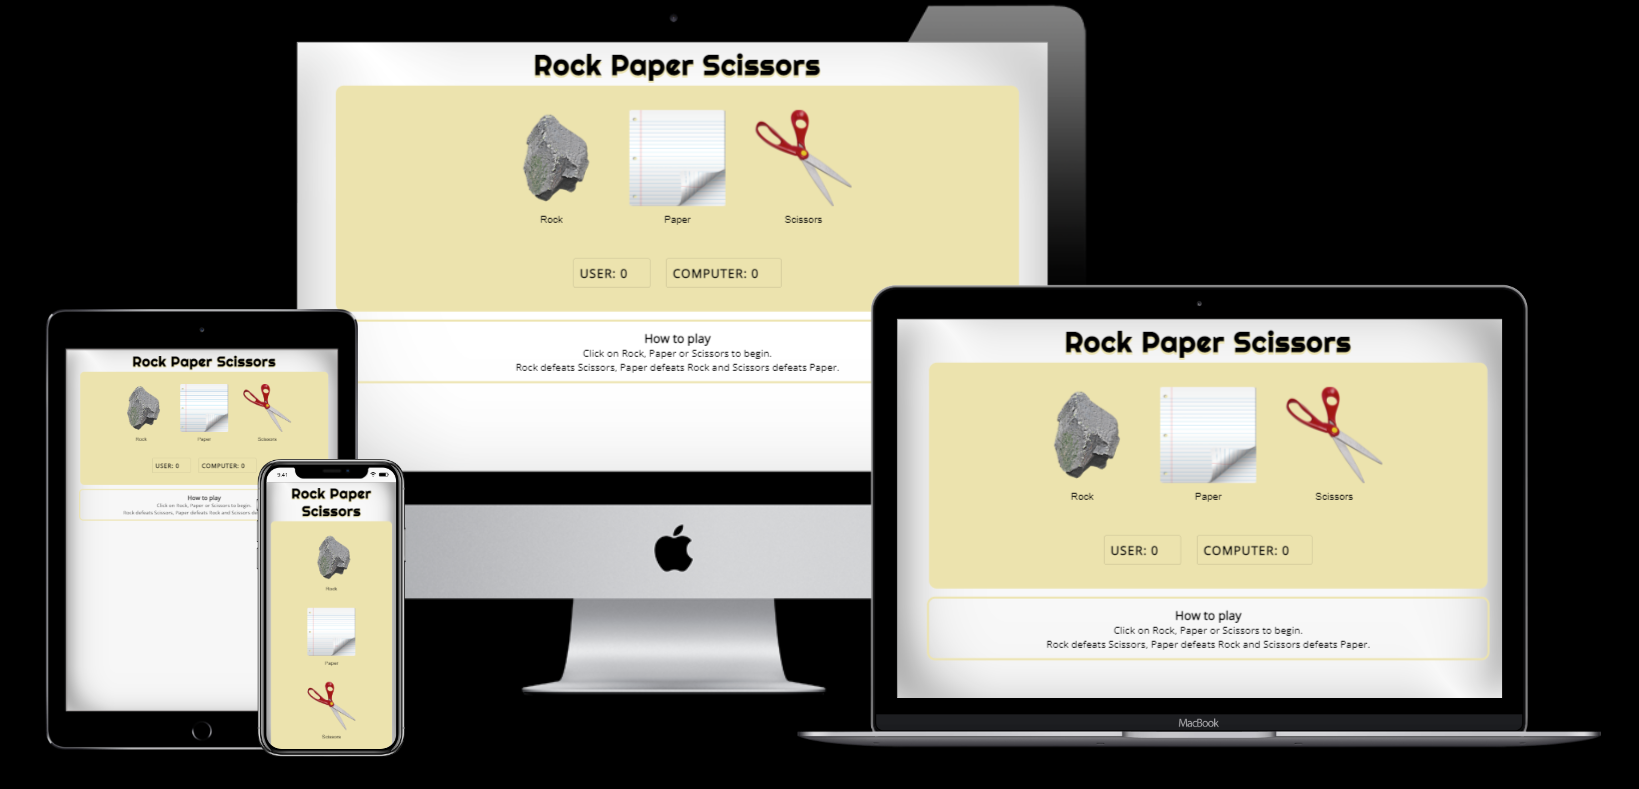 Rock Paper Scissors
Rock Paper Scissors
USER: 0 COMPUTER: 0
How to play
Click on Rock, Paper or Scissors to begin.
Rock defeats Scissors, Paper defeats Rock and Scissors defeats Paper.
Rock Paper Scissors
Rock Paper Scissors
USER: 0 COMPUTER: 0
How to play
Click on Rock, Paper or Scissors to begin.
Rock defeats Scissors, Paper defeats Rock and Scissors de
9:41
Rock Paper
Scissors
Rock
Paper
Scissors
Rock Paper Scissors
Rock Paper Scissors
USER: 0 COMPUTER: 0
How to play
Click on Rock, Paper or Scissors to begin.
Rock defeats Scissors, Paper defeats Rock and Scissors defeats Paper.
MacBook